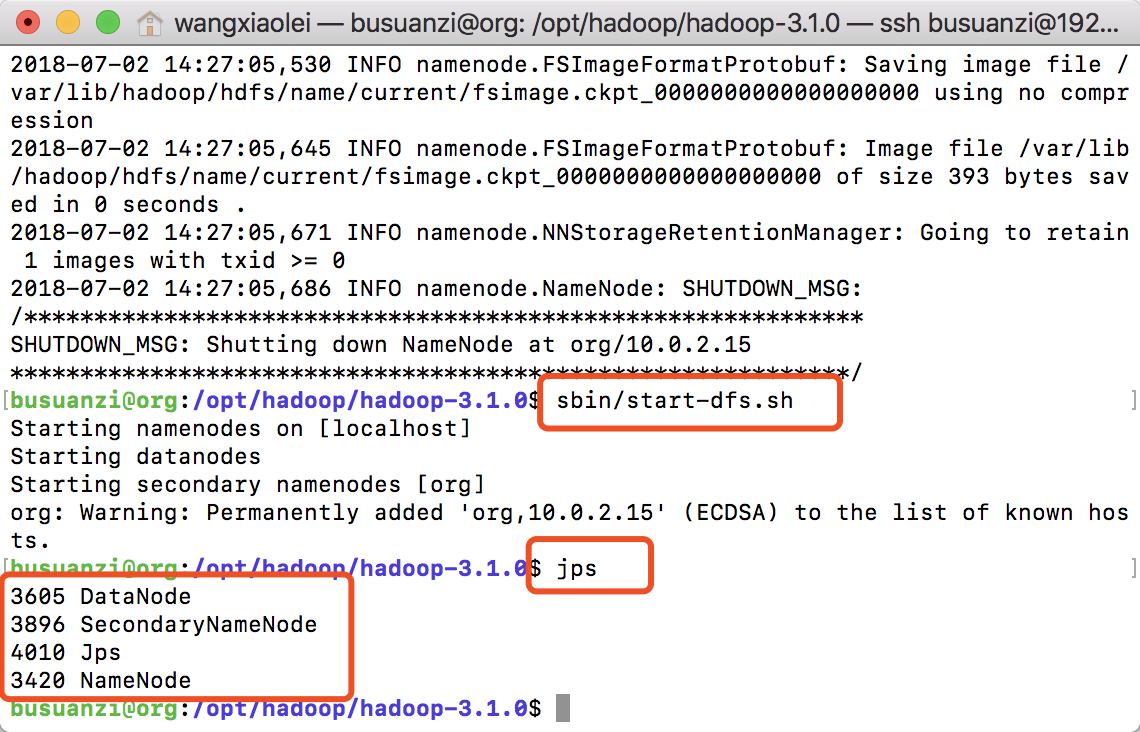 wangxiaolei — busuanzi@org: /opt/hadoop/hadoop-3.1.0 — ssh busuanzi@192...
2018-07-02 14:27:05,530 INFO namenode.FSImageFormatProtobuf: Saving image file /
var/lib/hadoop/hdfs/name/current/fsimage.ckpt_0000000000000000000 using no compr
ession
2018-07-02 14:27:05,645 INFO namenode.FSImageFormatProtobuf: Image file /var/lib
/hadoop/hdfs/name/current/fsimage.ckpt_0000000000000000000 of size 393 bytes sav
ed in 0 seconds .
2018-07-02 14:27:05,671 INFO namenode.NNStorageRetentionManager: Going to retain
 1 images with txid >= 0
2018-07-02 14:27:05,686 INFO namenode.NameNode: SHUTDOWN_MSG:
/************************************************************
SHUTDOWN_MSG: Shutting down NameNode at org/10.0.2.15
************************************************************/
[busuanzi@org:/opt/hadoop/hadoop-3.1.0$ sbin/start-dfs.sh ]
Starting namenodes on [localhost]
Starting datanodes
Starting secondary namenodes [org]
org: Warning: Permanently added 'org,10.0.2.15' (ECDSA) to the list of known hos
ts.
[busuanzi@org:/opt/hadoop/hadoop-3.1.0$ jps ]
3605 DataNode
3896 SecondaryNameNode
4010 Jps
3420 NameNode
busuanzi@org:/opt/hadoop/hadoop-3.1.0$